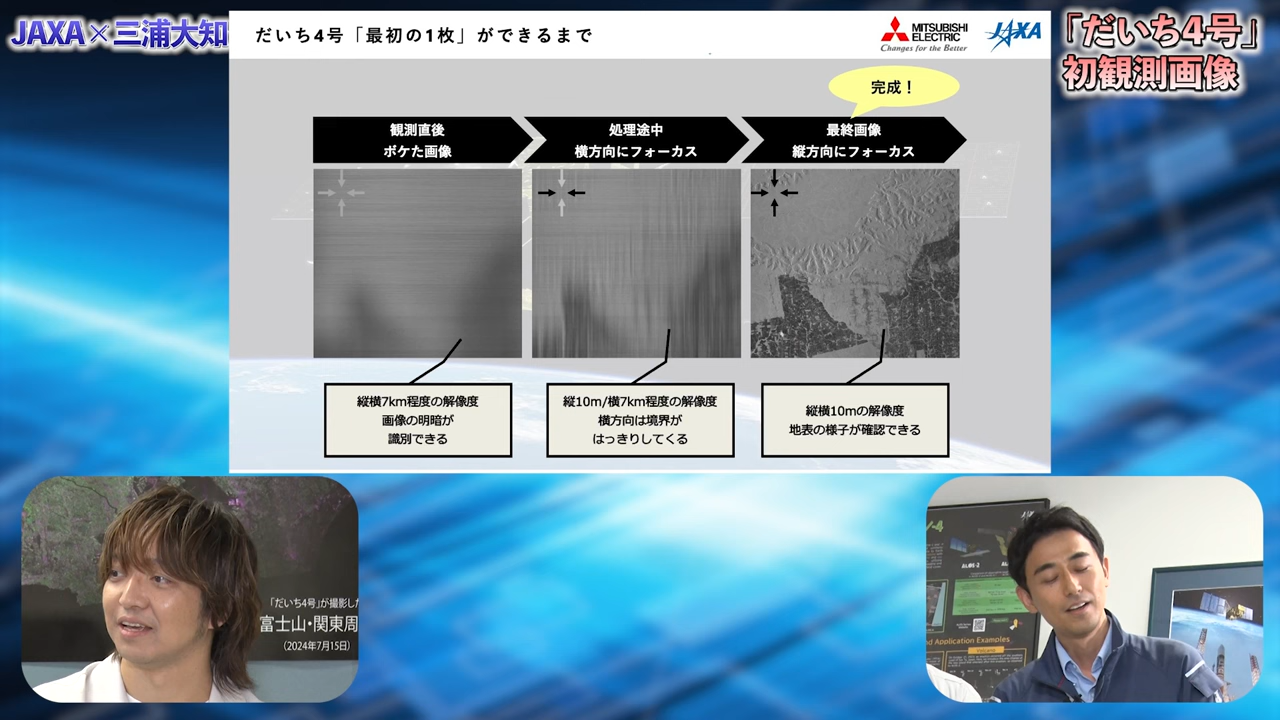 JAXA×三浦大知
だいち4号「最初の1枚」ができるまで
MITSUBISHI
ELECTRIC
Changes for the Better
JAXA
「だいち4号」
初観測画像
完成！
観測直後
ボケた画像
処理途中
横方向にフォーカス
最終画像
縦方向にフォーカス
縦横7km程度の解像度
画像の明暗が
識別できる
縦10m/横7km程度の解像度
横方向は境界が
はっきりしてくる
縦横10mの解像度
地表の様子が確認できる
「だいち4号」が撮影した
富士山・関東周
（2024年7月15日）
ALOS-2
nd Application Examples